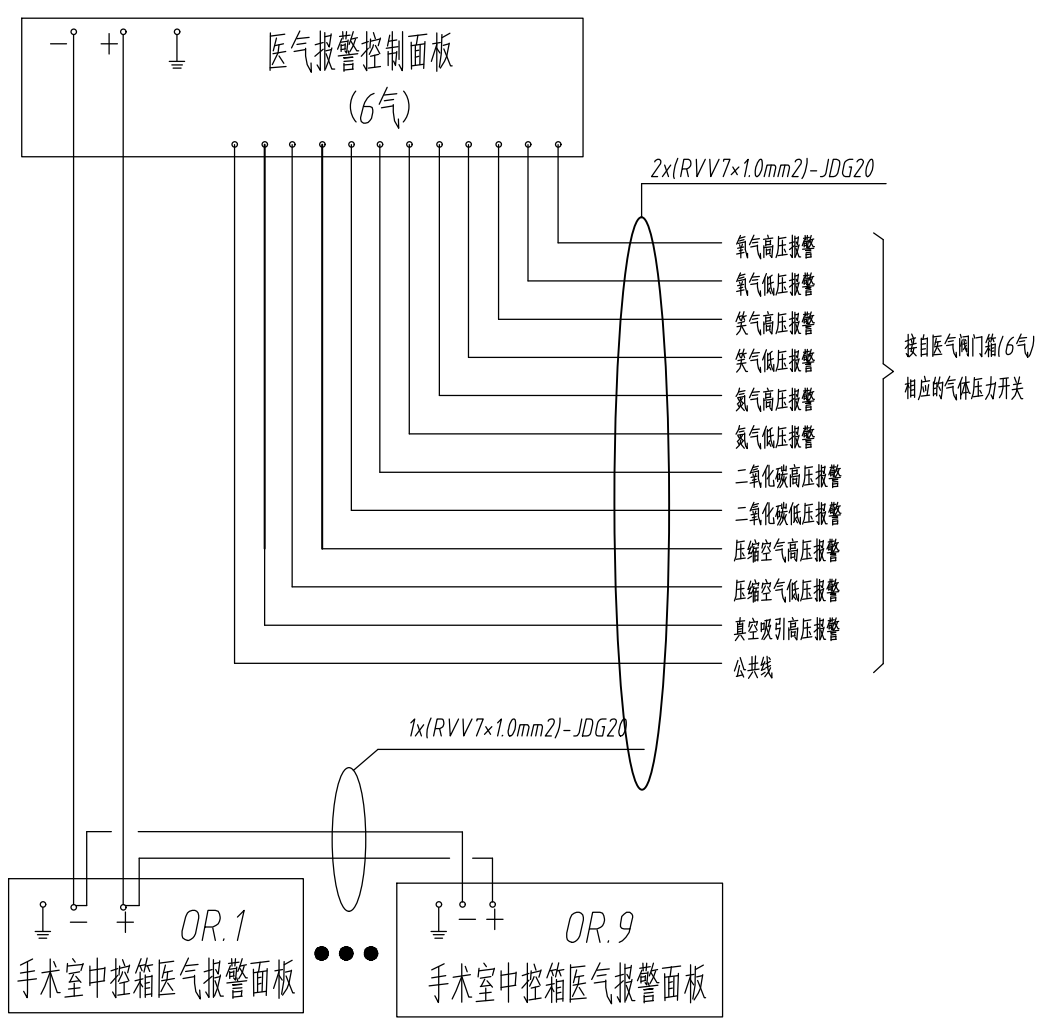 − +
医气报警控制面板
(6气)
2x(RVV7×1.0mm2)-JDG20
氧气高压报警
氧气低压报警
笑气高压报警
笑气低压报警
氮气高压报警
氮气低压报警
二氧化碳高压报警
二氧化碳低压报警
压缩空气高压报警
压缩空气低压报警
真空吸引高压报警
公共线
接自医气阀门箱(6气)
相应的气体压力开关
1x(RVV7×1.0mm2)-JDG20
− +
OR.1
手术室中控箱医气报警面板
− +
OR.9
手术室中控箱医气报警面板